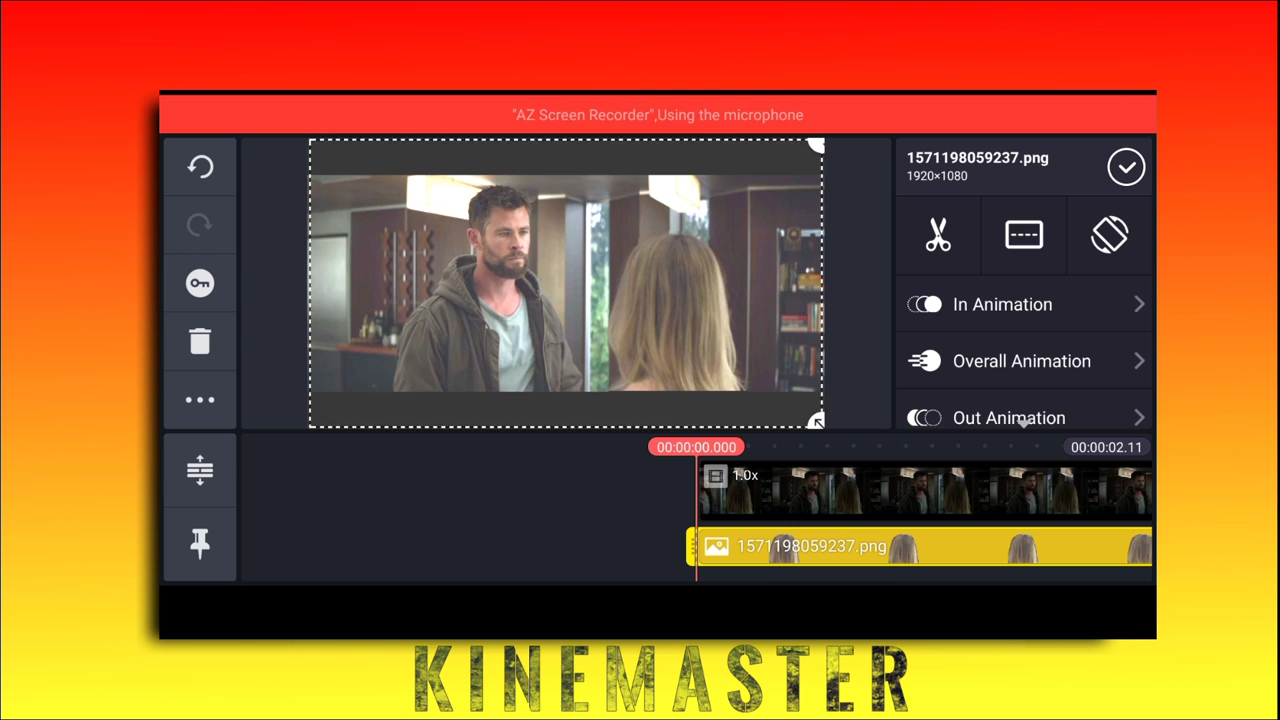 "AZ Screen Recorder",Using the microphone
1571198059237.png
1920×1080
In Animation
Overall Animation
Out Animation
00:00:00.000
00:00:02.11
1.0x
1571198059237.png
KINEMASTER